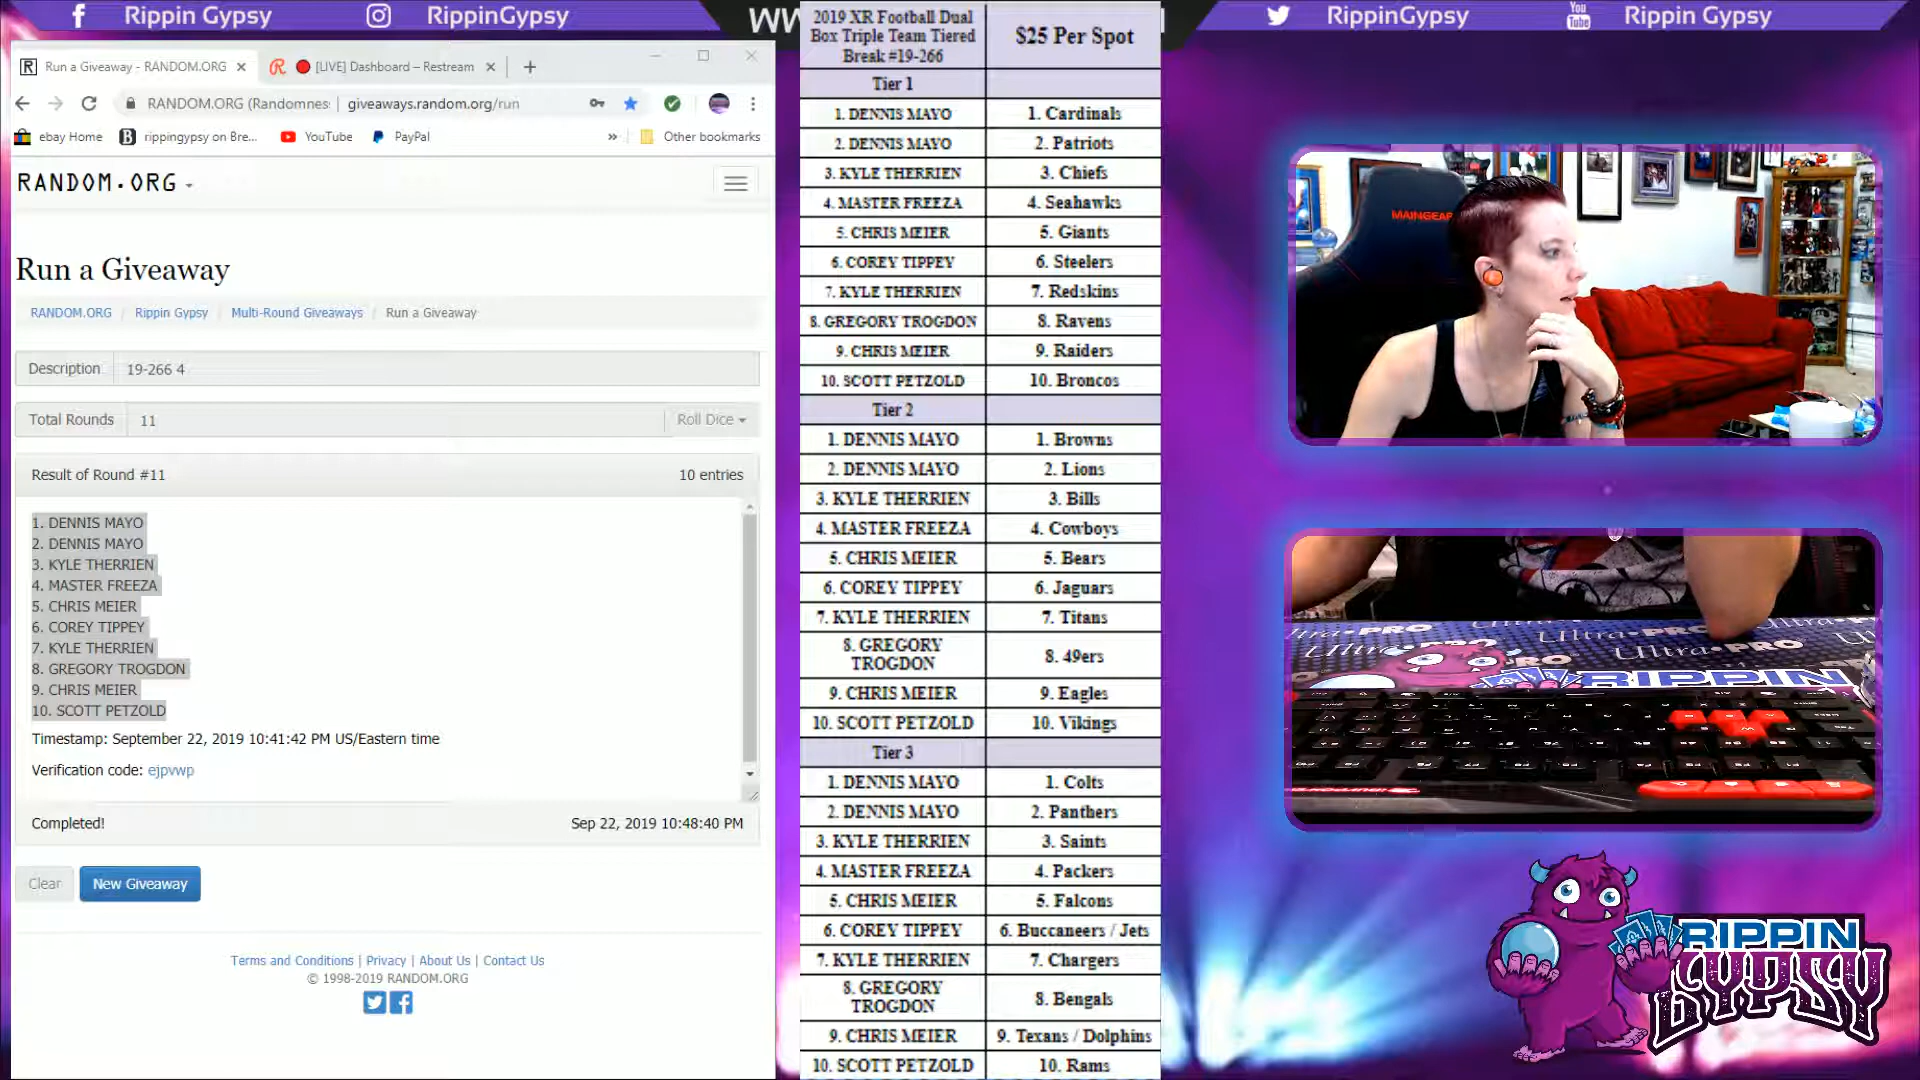 Rippin Gypsy
RippinGypsy
WW
RippinGypsy
Rippin Gypsy
Run a Giveaway - RANDOM.ORG
[LIVE] Dashboard – Restream
RANDOM.ORG (Randomness
giveaways.random.org/run
ebay Home
rippingypsy on Bre...
YouTube
PayPal
»
Other bookmarks
RANDOM.ORG
Run a Giveaway
RANDOM.ORG / Rippin Gypsy / Multi-Round Giveaways / Run a Giveaway
Description 19-266 4
Total Rounds 11 Roll Dice
Result of Round #11 10 entries
1. DENNIS MAYO
2. DENNIS MAYO
3. KYLE THERRIEN
4. MASTER FREEZA
5. CHRIS MEIER
6. COREY TIPPEY
7. KYLE THERRIEN
8. GREGORY TROGDON
9. CHRIS MEIER
10. SCOTT PETZOLD
Timestamp: September 22, 2019 10:41:42 PM US/Eastern time
Verification code: ejpvwp
Completed! Sep 22, 2019 10:48:40 PM
Clear New Giveaway
Terms and Conditions | Privacy | About Us | Contact Us
© 1998-2019 RANDOM.ORG
2019 XR Football Dual
Box Triple Team Tiered
Break #19-266
$25 Per Spot
Tier 1
1. DENNIS MAYO 1. Cardinals
2. DENNIS MAYO 2. Patriots
3. KYLE THERRIEN 3. Chiefs
4. MASTER FREEZA 4. Seahawks
5. CHRIS MEIER 5. Giants
6. COREY TIPPEY 6. Steelers
7. KYLE THERRIEN 7. Redskins
8. GREGORY TROGDON 8. Ravens
9. CHRIS MEIER 9. Raiders
10. SCOTT PETZOLD 10. Broncos
Tier 2
1. DENNIS MAYO 1. Browns
2. DENNIS MAYO 2. Lions
3. KYLE THERRIEN 3. Bills
4. MASTER FREEZA 4. Cowboys
5. CHRIS MEIER 5. Bears
6. COREY TIPPEY 6. Jaguars
7. KYLE THERRIEN 7. Titans
8. GREGORY
TROGDON 8. 49ers
9. CHRIS MEIER 9. Eagles
10. SCOTT PETZOLD 10. Vikings
Tier 3
1. DENNIS MAYO 1. Colts
2. DENNIS MAYO 2. Panthers
3. KYLE THERRIEN 3. Saints
4. MASTER FREEZA 4. Packers
5. CHRIS MEIER 5. Falcons
6. COREY TIPPEY 6. Buccaneers / Jets
7. KYLE THERRIEN 7. Chargers
8. GREGORY
TROGDON 8. Bengals
9. CHRIS MEIER 9. Texans / Dolphins
10. SCOTT PETZOLD 10. Rams
MAINGEAR
Ultra•PRO
Ultra•PRO
RIPPIN
RIPPIN
GYPSY